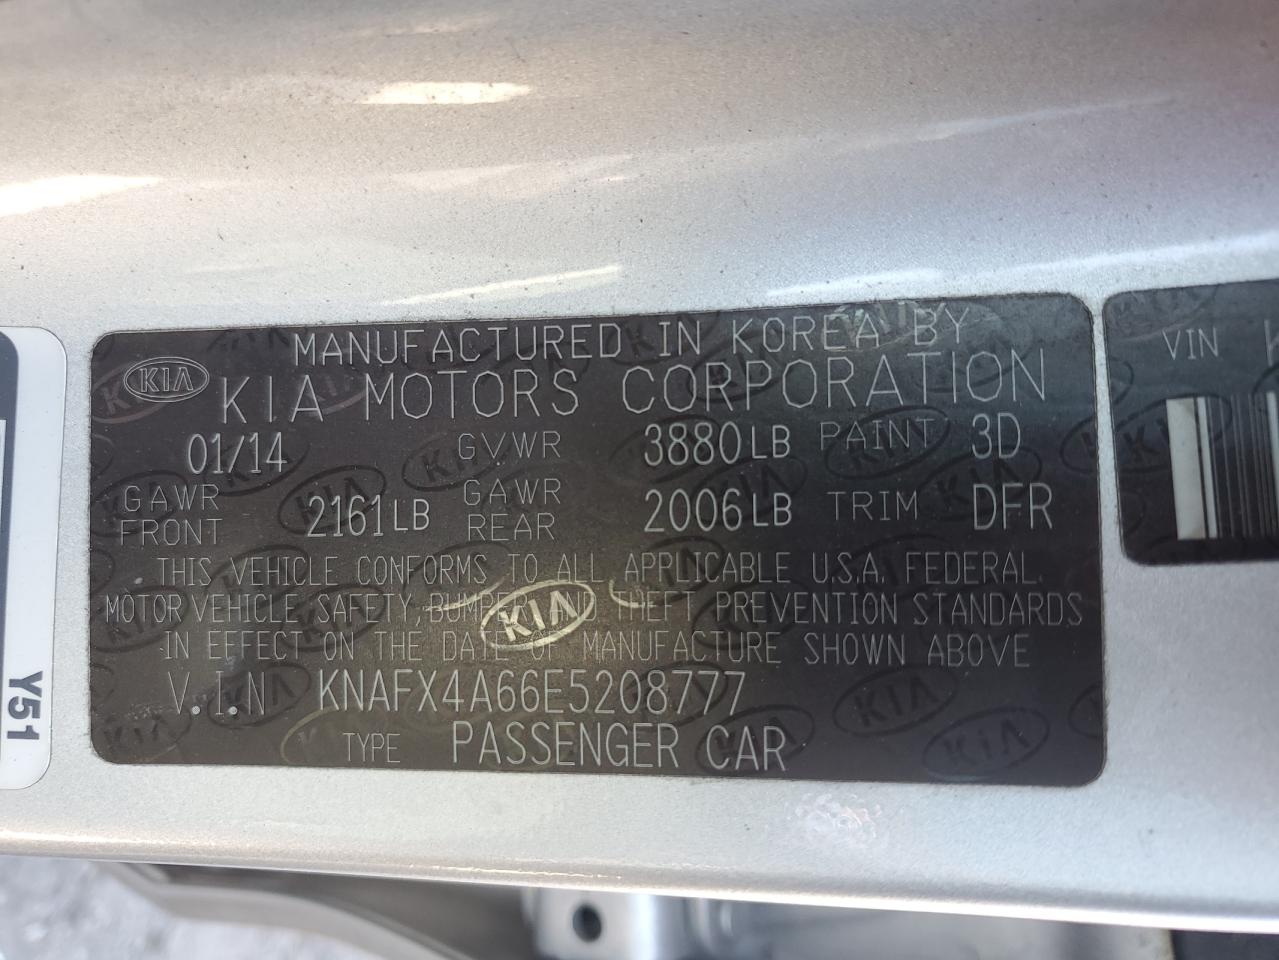 MANUFACTURED IN KOREA BY
KIA KIA MOTORS CORPORATION
01/14 GVWR 3880LB PAINT 3D
GAWR FRONT 2161LB GAWR REAR 2006LB TRIM DFR
THIS VEHICLE CONFORMS TO ALL APPLICABLE U.S.A. FEDERAL
MOTOR VEHICLE SAFETY, BUMPER, AND THEFT PREVENTION STANDARDS
IN EFFECT ON THE DATE OF MANUFACTURE SHOWN ABOVE
V.I.N KNAFX4A66E5208777
TYPE PASSENGER CAR
KIA
VIN
Y51